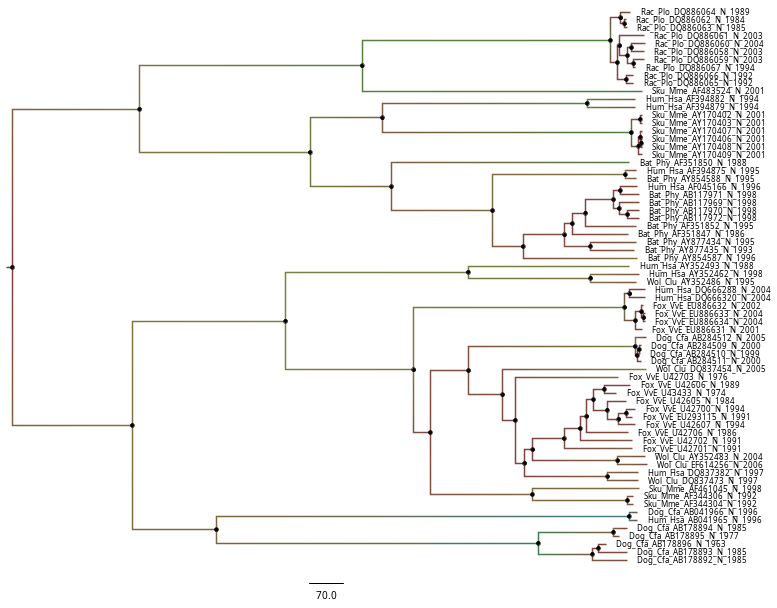 Rac_Plo_DQ886064_N_1989
Rac_Plo_DQ886062_N_1984
Rac_Plo_DQ886063_N_1985
Rac_Plo_DQ886061_N_2003
Rac_Plo_DQ886060_N_2004
Rac_Plo_DQ886058_N_2003
Rac_Plo_DQ886059_N_2003
Rac_Plo_DQ886067_N_1994
Rac_Plo_DQ886066_N_1992
Rac_Plo_DQ886065_N_1992
Sku_Mme_AF483524_N_2001
Hum_Hsa_AF394882_N_1994
Hum_Hsa_AF394879_N_1994
Sku_Mme_AY170402_N_2001
Sku_Mme_AY170403_N_2001
Sku_Mme_AY170407_N_2001
Sku_Mme_AY170406_N_2001
Sku_Mme_AY170408_N_2001
Sku_Mme_AY170409_N_2001
Bat_Phy_AF351850_N_1988
Hum_Hsa_AF394875_N_1995
Bat_Phy_AY854588_N_1995
Hum_Hsa_AF045166_N_1996
Bat_Phy_AB117971_N_1998
Bat_Phy_AB117969_N_1998
Bat_Phy_AB117970_N_1998
Bat_Phy_AB117972_N_1998
Bat_Phy_AF351852_N_1995
Bat_Phy_AF351847_N_1986
Bat_Phy_AY877434_N_1995
Bat_Phy_AY877435_N_1993
Bat_Phy_AY854587_N_1996
Hum_Hsa_AY352493_N_1988
Hum_Hsa_AY352462_N_1998
Wol_Clu_AY352486_N_1995
Hum_Hsa_DQ666288_N_2004
Hum_Hsa_DQ666320_N_2004
Fox_VvE_EU886632_N_2002
Fox_VvE_EU886633_N_2004
Fox_VvE_EU886634_N_2004
Fox_VvE_EU886631_N_2001
Dog_Cfa_AB284512_N_2005
Dog_Cfa_AB284509_N_2000
Dog_Cfa_AB284510_N_1999
Dog_Cfa_AB284511_N_2000
Wol_Clu_DQ837454_N_2005
Fox_VvE_U42703_N_1976
Fox_VvE_U42606_N_1989
Fox_VvE_U43433_N_1974
Fox_VvE_U42605_N_1984
Fox_VvE_U42700_N_1994
Fox_VvE_EU293115_N_1991
Fox_VvE_U42607_N_1994
Fox_VvE_U42706_N_1986
Fox_VvE_U42702_N_1991
Fox_VvE_U42701_N_1991
Wol_Clu_AY352483_N_2004
Wol_Clu_EF614256_N_2006
Hum_Hsa_DQ837382_N_1997
Wol_Clu_DQ837473_N_1997
Sku_Mme_AF461045_N_1998
Sku_Mme_AF344306_N_1992
Sku_Mme_AF344304_N_1992
Dog_Cfa_AB041966_N_1996
Hum_Hsa_AB041965_N_1996
Dog_Cfa_AB178894_N_1985
Dog_Cfa_AB178895_N_1977
Dog_Cfa_AB178896_N_1963
Dog_Cfa_AB178893_N_1985
Dog_Cfa_AB178892_N_1985
70.0